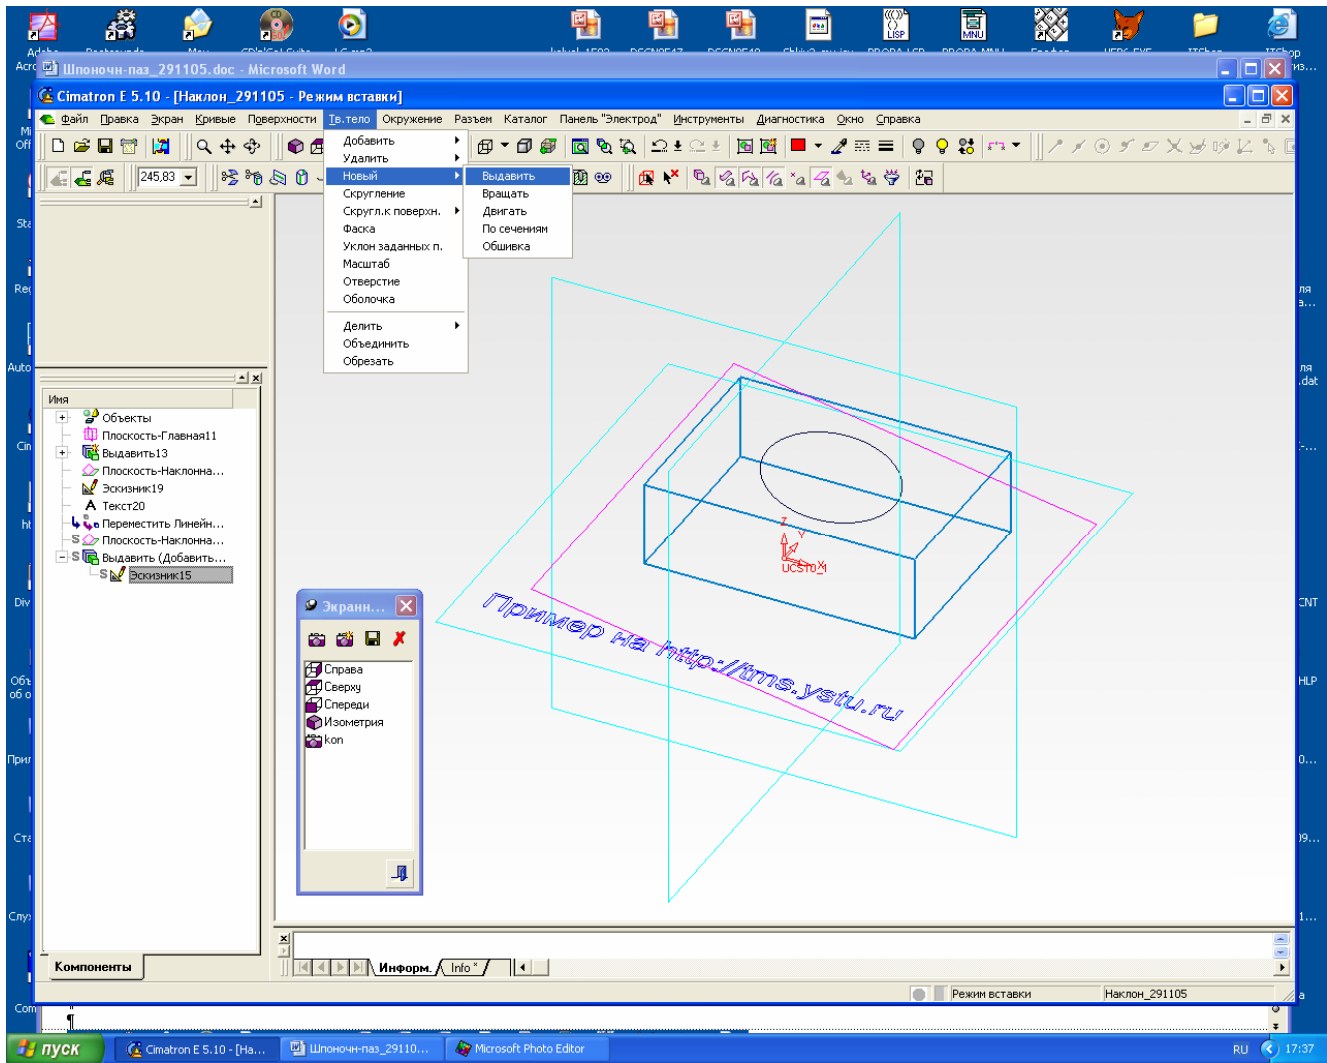 Шпоночн-паз_291105.doc - Microsoft Word
Cimatron E 5.10 - [Наклон_291105 - Режим вставки]
Файл Правка Экран Кривые Поверхности Тв.тело Окружение Разъем Каталог Панель "Электрод" Инструменты Диагностика Окно Справка
245,83
Добавить
Удалить
Новый
Скругление
Скругл.к поверхн.
Фаска
Уклон заданных п.
Масштаб
Отверстие
Оболочка
Делить
Объединить
Обрезать
Выдавить
Вращать
Двигать
По сечениям
Обшивка
Имя
Объекты
Плоскость-Главная11
Выдавить13
Плоскость-Наклонна...
Эскизник19
A Текст20
Переместить Линейн...
S Плоскость-Наклонна...
S Выдавить (Добавить...
S Эскизник15
Z
Y
X
UCS10_1
Пример на http://tms.ystu.ru
Экранн...
Справа
Сверху
Спереди
Изометрия
kon
Компоненты
Информ.
Info *
Режим вставки
Наклон_291105
пуск
Cimatron E 5.10 - [На...
Шпоночн-паз_29110...
Microsoft Photo Editor
RU
17:37